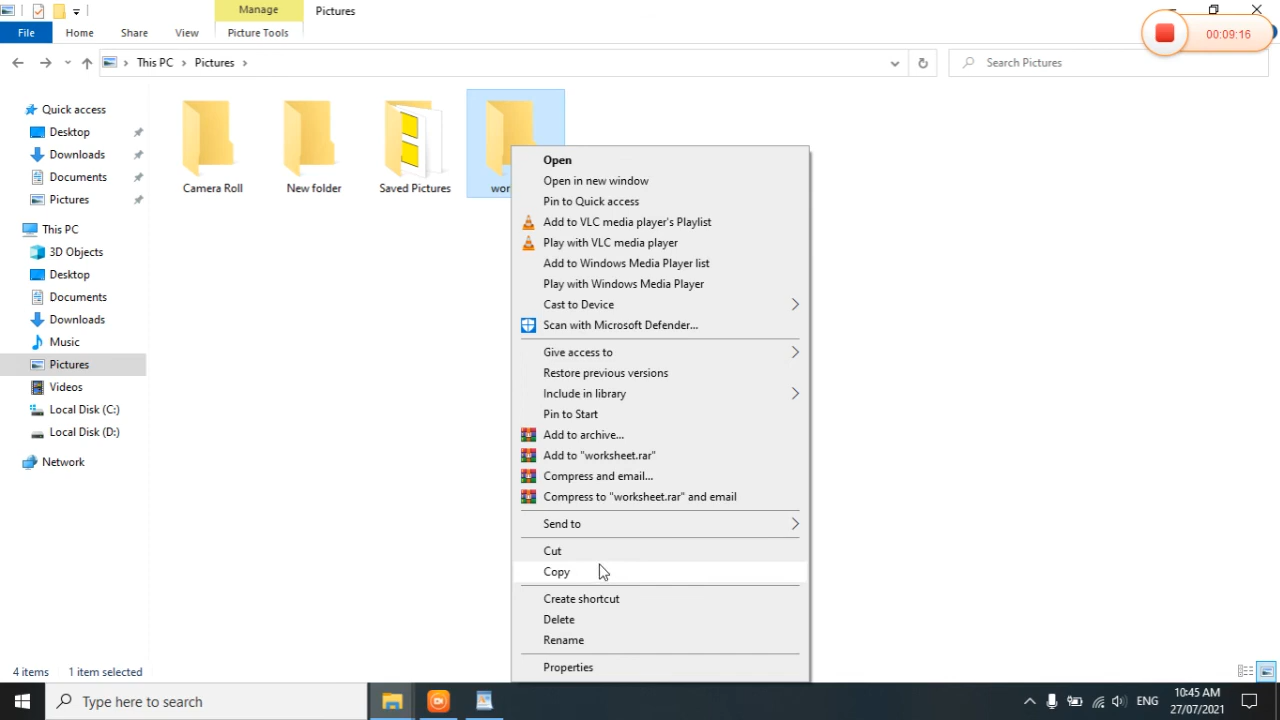 Manage
Pictures
File
Home
Share
View
Picture Tools
00:09:16
This PC
Pictures
Search Pictures
Quick access
Desktop
Downloads
Documents
Pictures
This PC
3D Objects
Desktop
Documents
Downloads
Music
Pictures
Videos
Local Disk (C:)
Local Disk (D:)
Network
Camera Roll
New folder
Saved Pictures
Open
Open in new window
Pin to Quick access
Add to VLC media player's Playlist
Play with VLC media player
Add to Windows Media Player list
Play with Windows Media Player
Cast to Device
Scan with Microsoft Defender...
Give access to
Restore previous versions
Include in library
Pin to Start
Add to archive...
Add to "worksheet.rar"
Compress and email...
Compress to "worksheet.rar" and email
Send to
Cut
Copy
Create shortcut
Delete
Rename
Properties
4 items
1 item selected
Type here to search
ENG
10:45 AM
27/07/2021